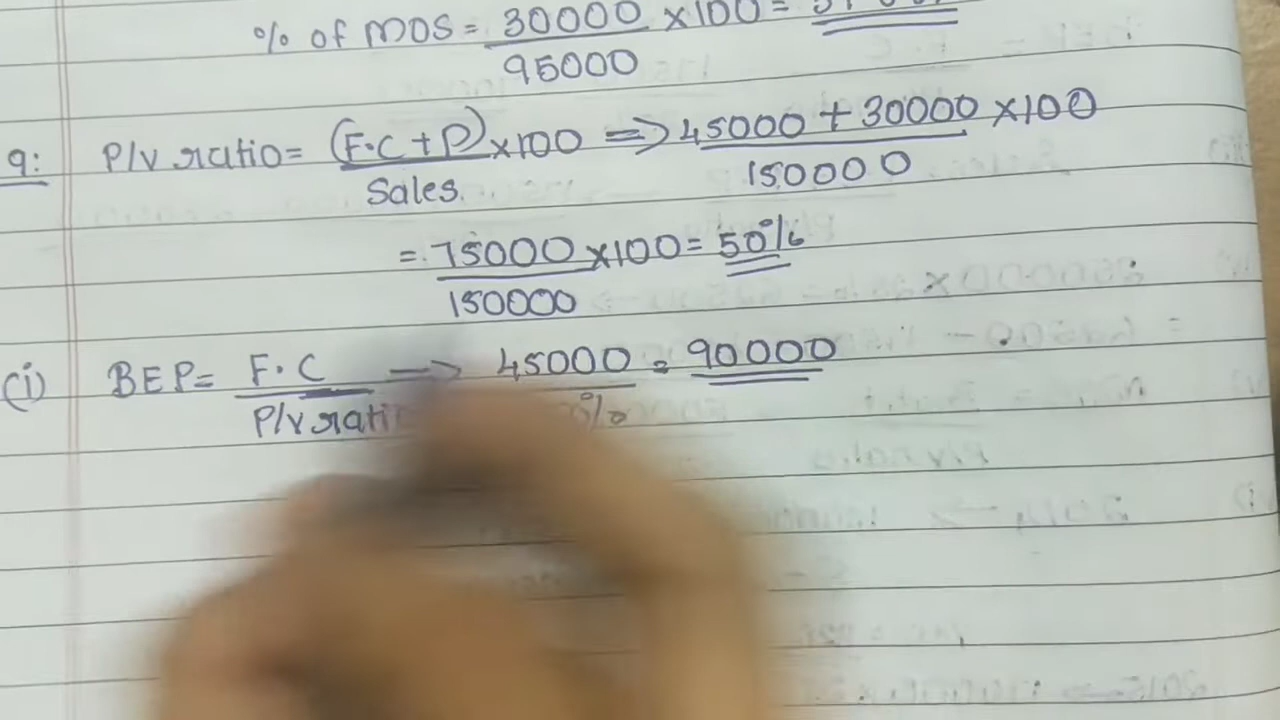 % of MOS = 30000 ×100 =
95000
9: P/V ratio = (F.C + P) ×100 ⇒ 45000 + 30000 ×100
Sales. 150000
= 75000 ×100 = 50%
150000
(i) BEP = F.C → 45000 = 90000
P/V rati %